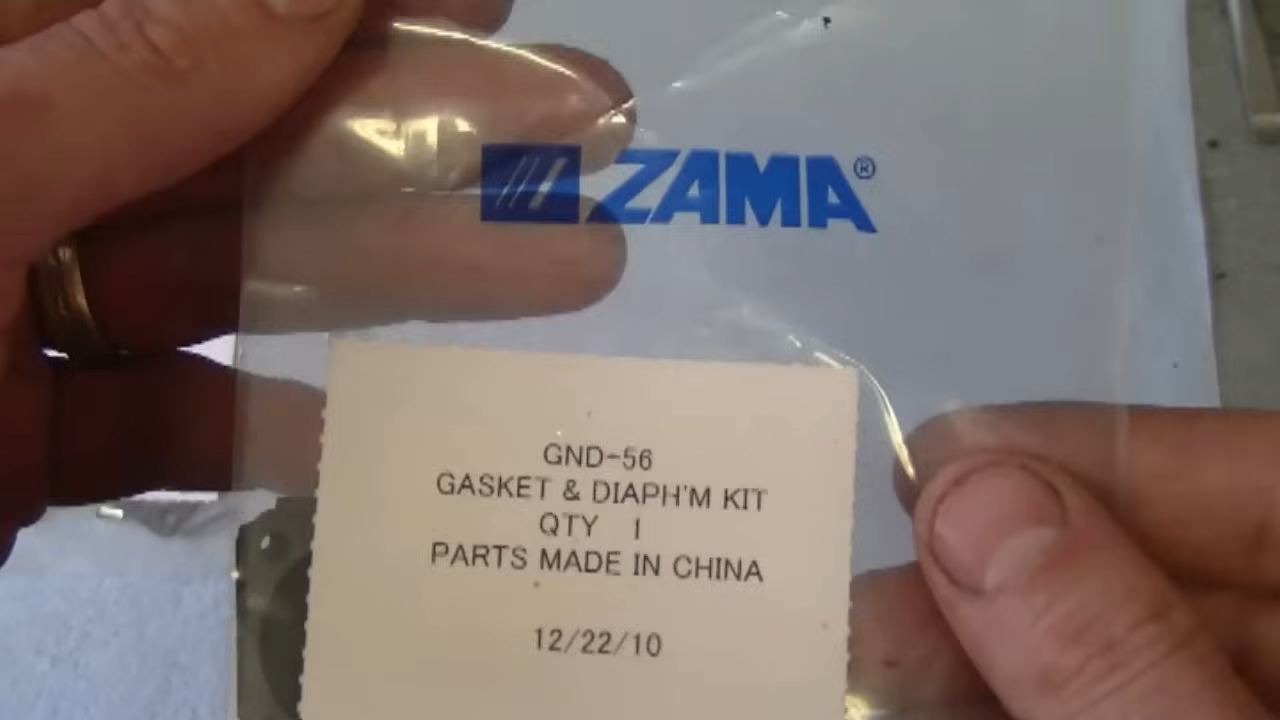 ZAMA®
GND-56
GASKET & DIAPH'M KIT
QTY 1
PARTS MADE IN CHINA
12/22/10